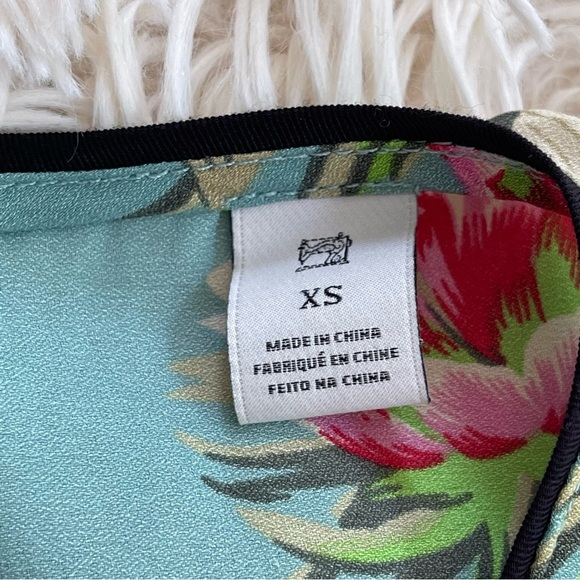 XS
MADE IN CHINA
FABRIQUÉ EN CHINE
FEITO NA CHINA